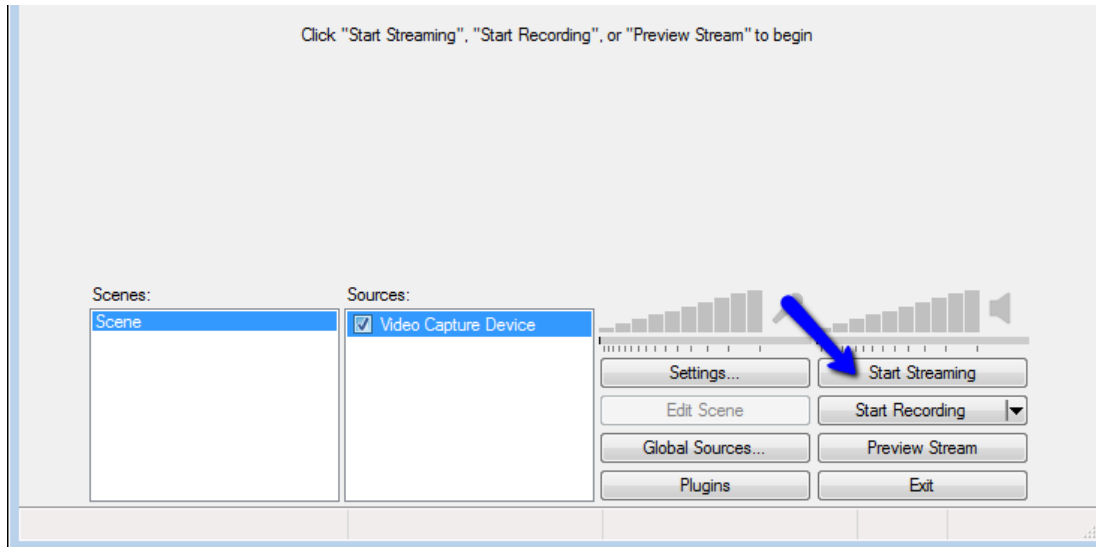 Click "Start Streaming", "Start Recording", or "Preview Stream" to begin
Scenes:
Sources:
Scene
Video Capture Device
Settings...
Start Streaming
Edit Scene
Start Recording
Global Sources...
Preview Stream
Plugins
Exit